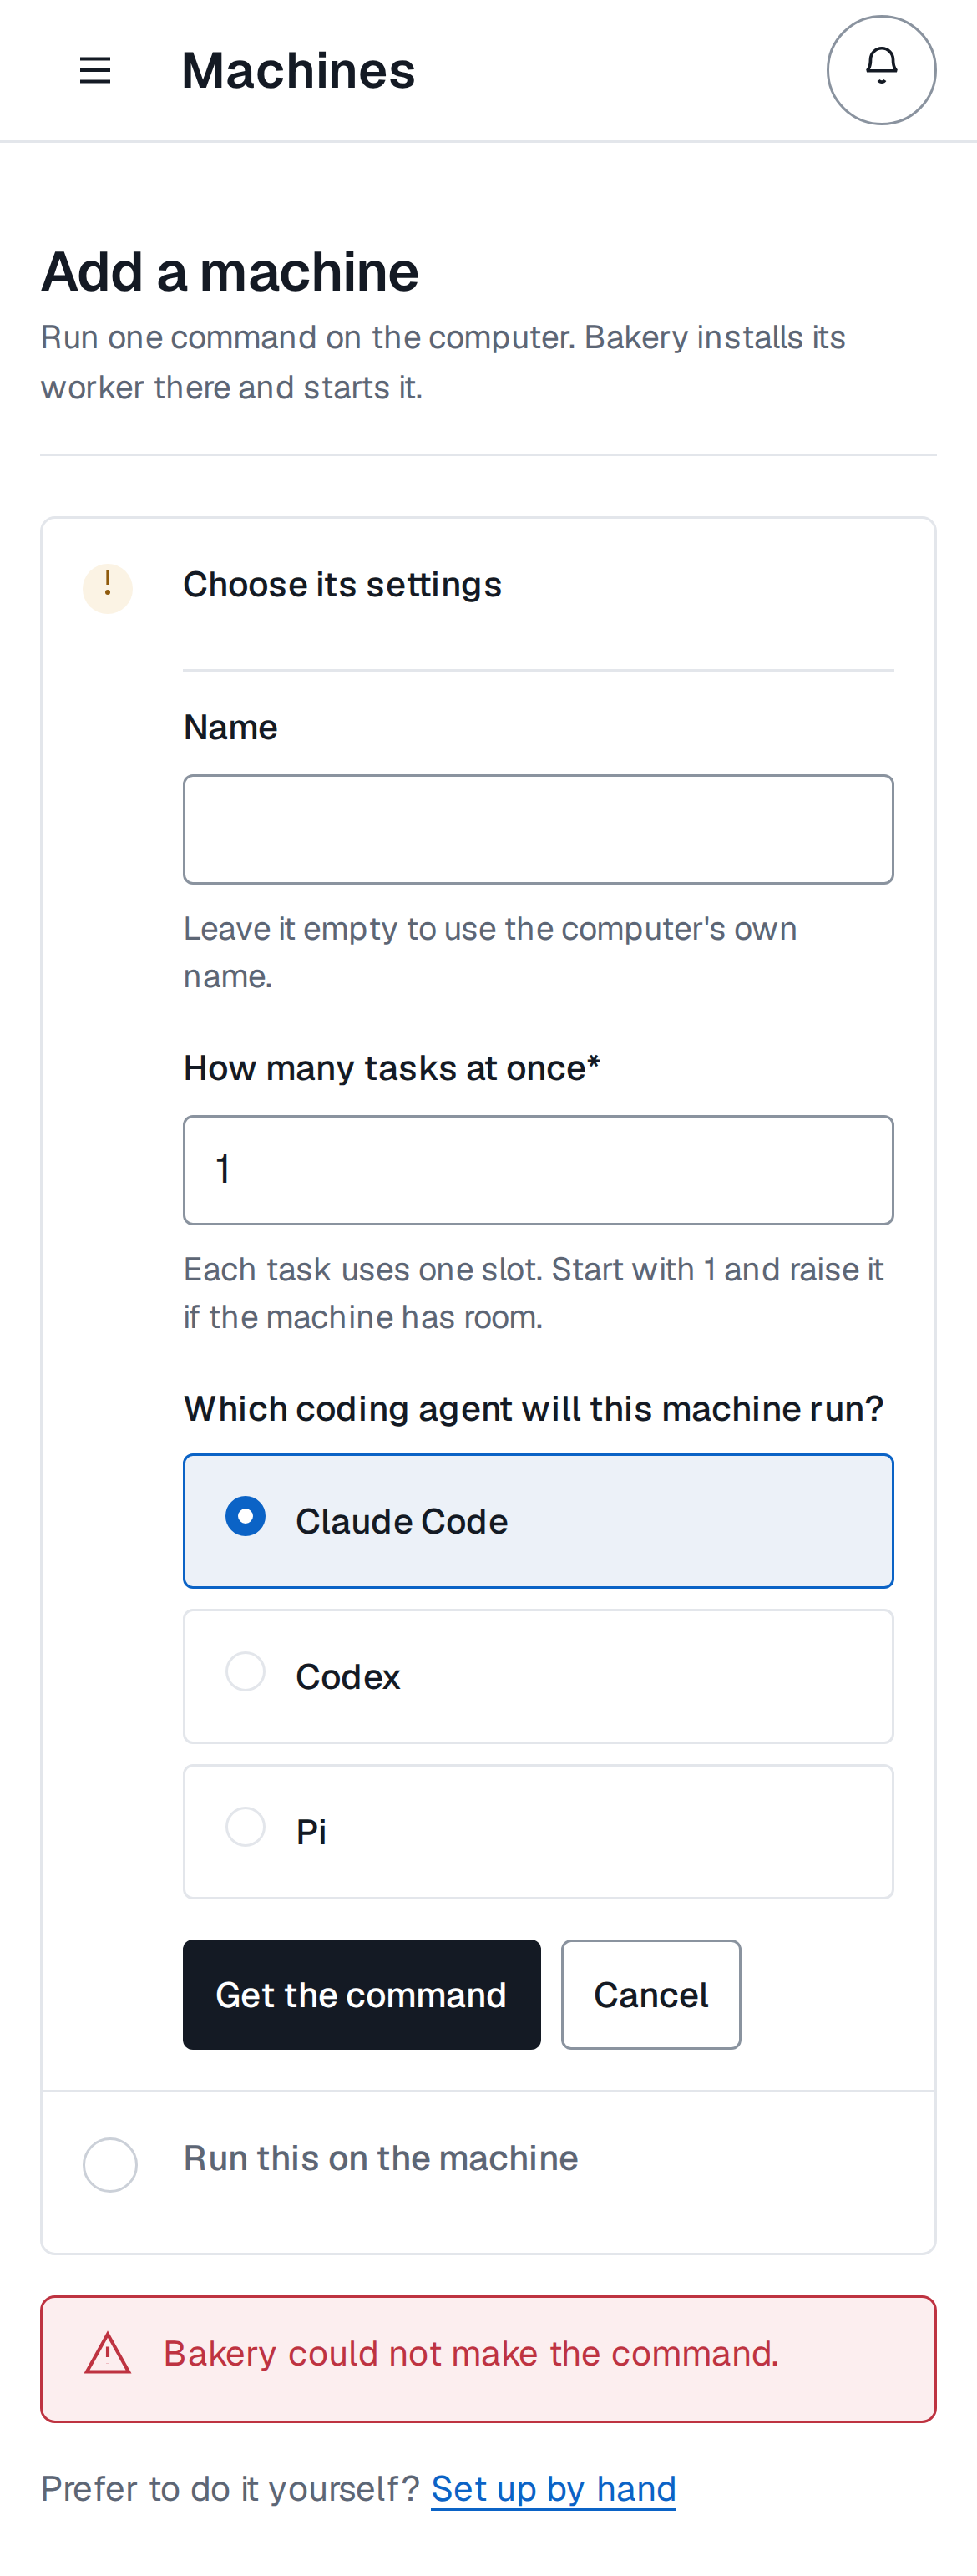 Machines
Add a machine
Run one command on the computer. Bakery installs its
worker there and starts it.
Choose its settings
Name
Leave it empty to use the computer's own
name.
How many tasks at once*
1
Each task uses one slot. Start with 1 and raise it
if the machine has room.
Which coding agent will this machine run?
Claude Code
Codex
Pi
Get the command
Cancel
Run this on the machine
Bakery could not make the command.
Prefer to do it yourself? Set up by hand